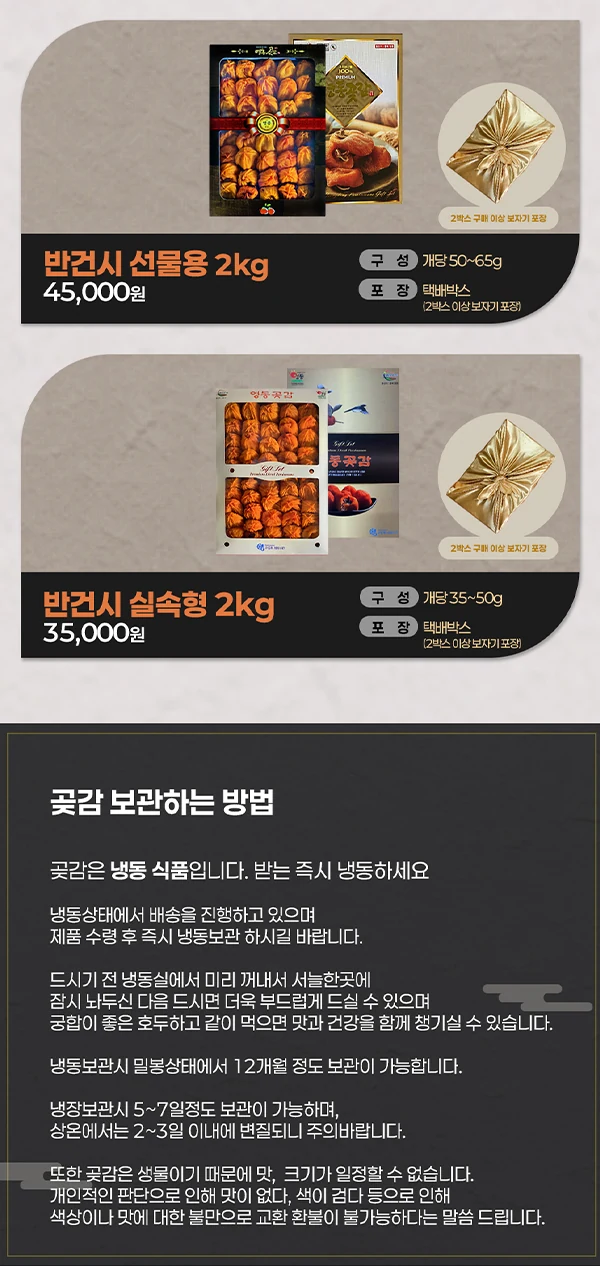 100%
PREMIUM
2박스 구매 이상 보자기 포장
반건시 선물용 2kg
45,000원
구 성 개당 50~65g
포 장 택배박스
(2박스 이상 보자기 포장)
영동곶감
Gift Set
동곶감
2박스 구매 이상 보자기 포장
반건시 실속형 2kg
35,000원
구 성 개당 35~50g
포 장 택배박스
(2박스 이상 보자기 포장)
곶감 보관하는 방법
곶감은 냉동 식품입니다. 받는 즉시 냉동하세요
냉동상태에서 배송을 진행하고 있으며
제품 수령 후 즉시 냉동보관 하시길 바랍니다.
드시기 전 냉동실에서 미리 꺼내서 서늘한곳에
잠시 놔두신 다음 드시면 더욱 부드럽게 드실 수 있으며
궁합이 좋은 호두하고 같이 먹으면 맛과 건강을 함께 챙기실 수 있습니다.
냉동보관시 밀봉상태에서 12개월 정도 보관이 가능합니다.
냉장보관시 5~7일정도 보관이 가능하며,
상온에서는 2~3일 이내에 변질되니 주의바랍니다.
또한 곶감은 생물이기 때문에 맛, 크기가 일정할 수 없습니다.
개인적인 판단으로 인해 맛이 없다, 색이 검다 등으로 인해
색상이나 맛에 대한 불만으로 교환 환불이 불가능하다는 말씀 드립니다.